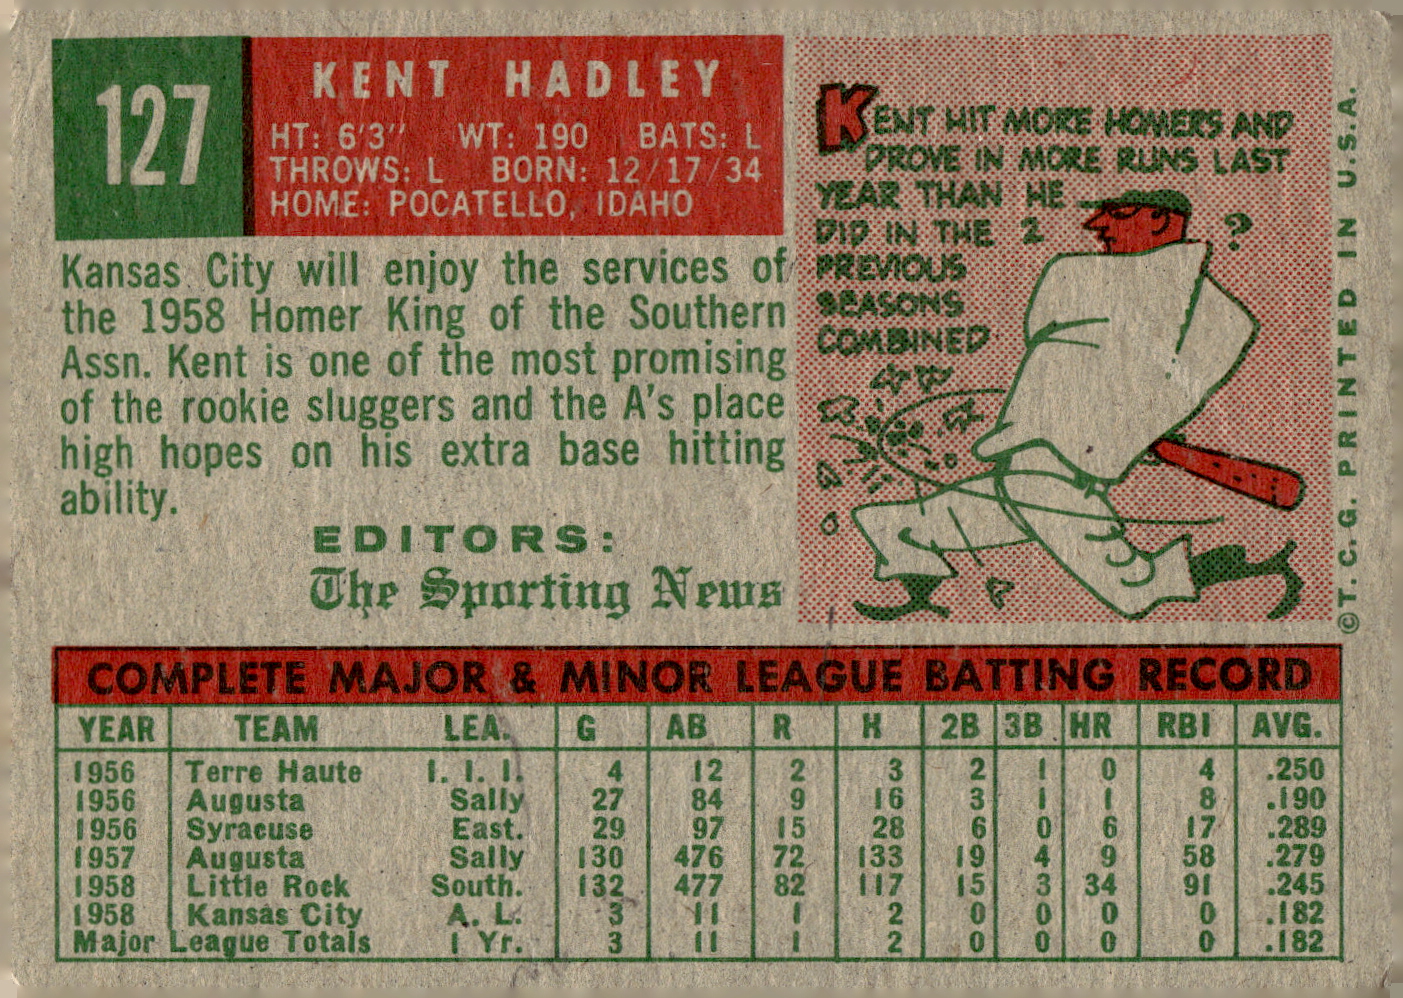 127
KENT HADLEY
HT: 6'3" WT: 190 BATS: L
THROWS: L BORN: 12/17/34
HOME: POCATELLO, IDAHO
Kansas City will enjoy the services of
the 1958 Homer King of the Southern
Assn. Kent is one of the most promising
of the rookie sluggers and the A's place
high hopes on his extra base hitting
ability.
EDITORS:
The Sporting News
KENT HIT MORE HOMERS AND
DROVE IN MORE RUNS LAST
YEAR THAN HE
DID IN THE 2 ?
PREVIOUS
SEASONS
COMBINED
©T.C.G. PRINTED IN U.S.A.
COMPLETE MAJOR & MINOR LEAGUE BATTING RECORD
YEAR TEAM LEA. G AB R H 2B 3B HR RBI AVG.
1956 Terre Haute I. I. I. 4 12 2 3 2 1 0 4 .250
1956 Augusta Sally 27 84 9 16 3 1 1 8 .190
1956 Syracuse East. 29 97 15 28 6 0 6 17 .289
1957 Augusta Sally 130 476 72 133 19 4 9 58 .279
1958 Little Rock South. 132 477 82 117 15 3 34 91 .245
1958 Kansas City A. L. 3 11 1 2 0 0 0 0 .182
Major League Totals 1 Yr. 3 11 1 2 0 0 0 0 .182